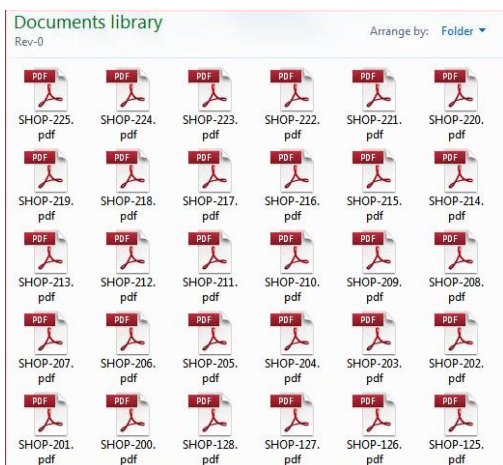 Documents library
Rev-0
Arrange by: Folder
PDF PDF PDF PDF PDF PDF
SHOP-225. SHOP-224. SHOP-223. SHOP-222. SHOP-221. SHOP-220.
pdf pdf pdf pdf pdf pdf
PDF PDF PDF PDF PDF PDF
SHOP-219. SHOP-218. SHOP-217. SHOP-216. SHOP-215. SHOP-214.
pdf pdf pdf pdf pdf pdf
PDF PDF PDF PDF PDF PDF
SHOP-213. SHOP-212. SHOP-211. SHOP-210. SHOP-209. SHOP-208.
pdf pdf pdf pdf pdf pdf
PDF PDF PDF PDF PDF PDF
SHOP-207. SHOP-206. SHOP-205. SHOP-204. SHOP-203. SHOP-202.
pdf pdf pdf pdf pdf pdf
PDF PDF PDF PDF PDF PDF
SHOP-201. SHOP-200. SHOP-128. SHOP-127. SHOP-126. SHOP-125.
pdf pdf pdf pdf pdf pdf